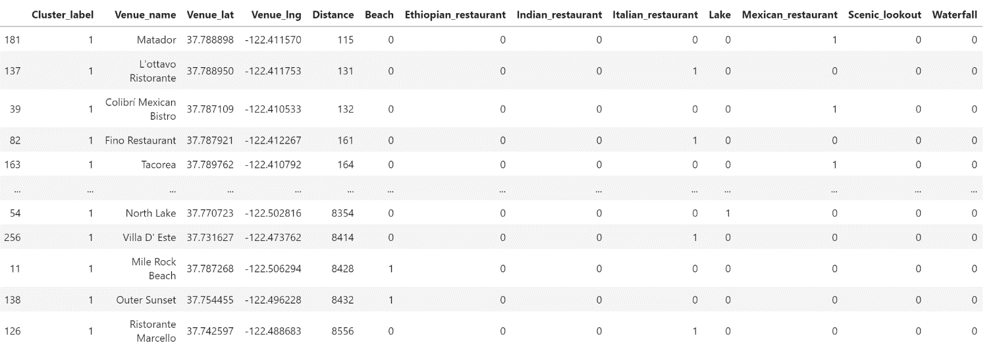 Cluster_label Venue_name Venue_lat Venue_lng Distance Beach Ethiopian_restaurant Indian_restaurant Italian_restaurant Lake Mexican_restaurant Scenic_lookout Waterfall
181 1 Matador 37.788898 -122.411570 115 0 0 0 0 0 1 0 0
L'ottavo
137 1 37.788950 -122.411753 131 0 0 0 1 0 0 0 0
Ristorante
Colibrí Mexican
39 1 37.787109 -122.410533 132 0 0 0 0 0 1 0 0
Bistro
82 1 Fino Restaurant 37.787921 -122.412267 161 0 0 0 1 0 0 0 0
163 1 Tacorea 37.789762 -122.410792 164 0 0 0 0 0 1 0 0
... ... ... ... ... ... ... ... ... ... ... ... ... ...
54 1 North Lake 37.770723 -122.502816 8354 0 0 0 0 1 0 0 0
256 1 Villa D' Este 37.731627 -122.473762 8414 0 0 0 1 0 0 0 0
Mile Rock
11 1 37.787268 -122.506294 8428 1 0 0 0 0 0 0 0
Beach
138 1 Outer Sunset 37.754455 -122.496228 8432 1 0 0 0 0 0 0 0
Ristorante
126 1 37.742597 -122.488683 8556 0 0 0 1 0 0 0 0
Marcello